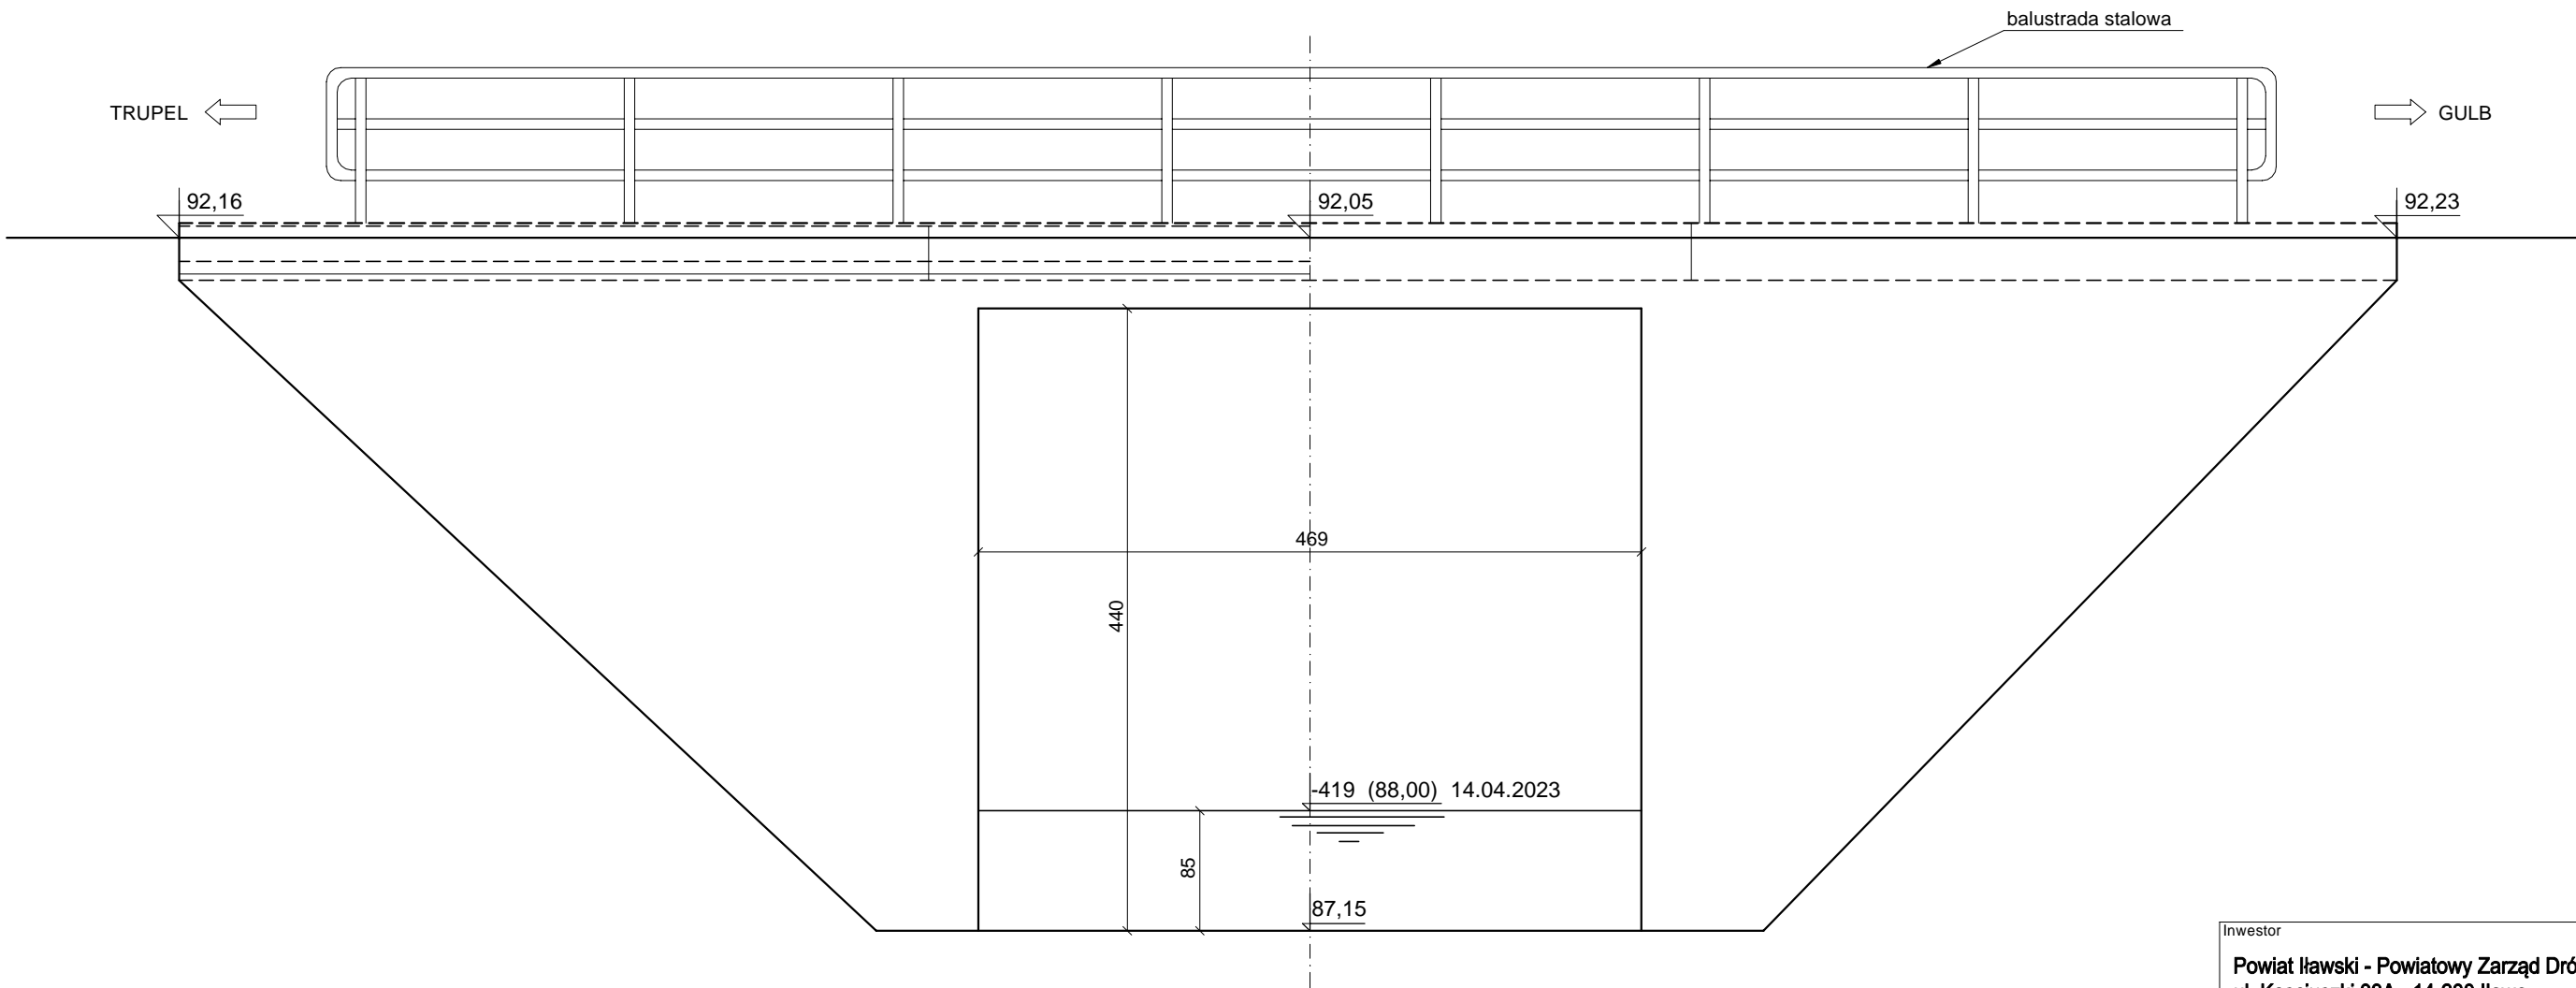 balustrada stalowa
TRUPEL
GULB
92,16
92,05
92,23
469
440
-419 (88,00) 14.04.2023
85
87,15
Inwestor
Powiat Iławski - Powiatowy Zarząd